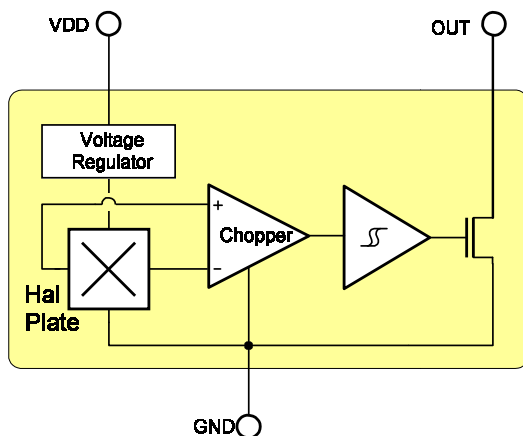 VDD
OUT
Voltage
Regulator
+
Chopper
−
Hal
Plate
GND